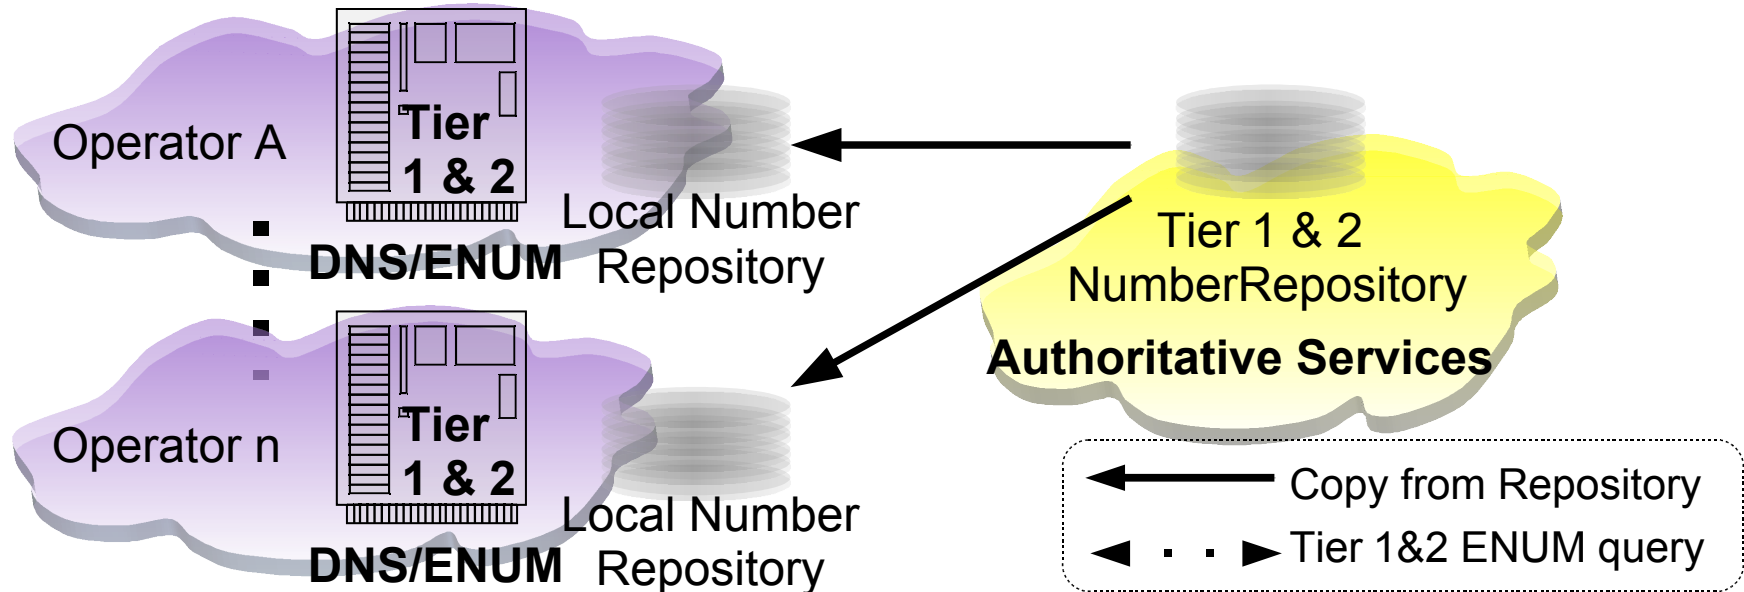 Operator A
Tier
1 & 2
DNS/ENUM
Local Number
Repository
Tier 1 & 2
NumberRepository
Authoritative Services
Operator n
Tier
1 & 2
DNS/ENUM
Local Number
Repository
Copy from Repository
Tier 1&2 ENUM query